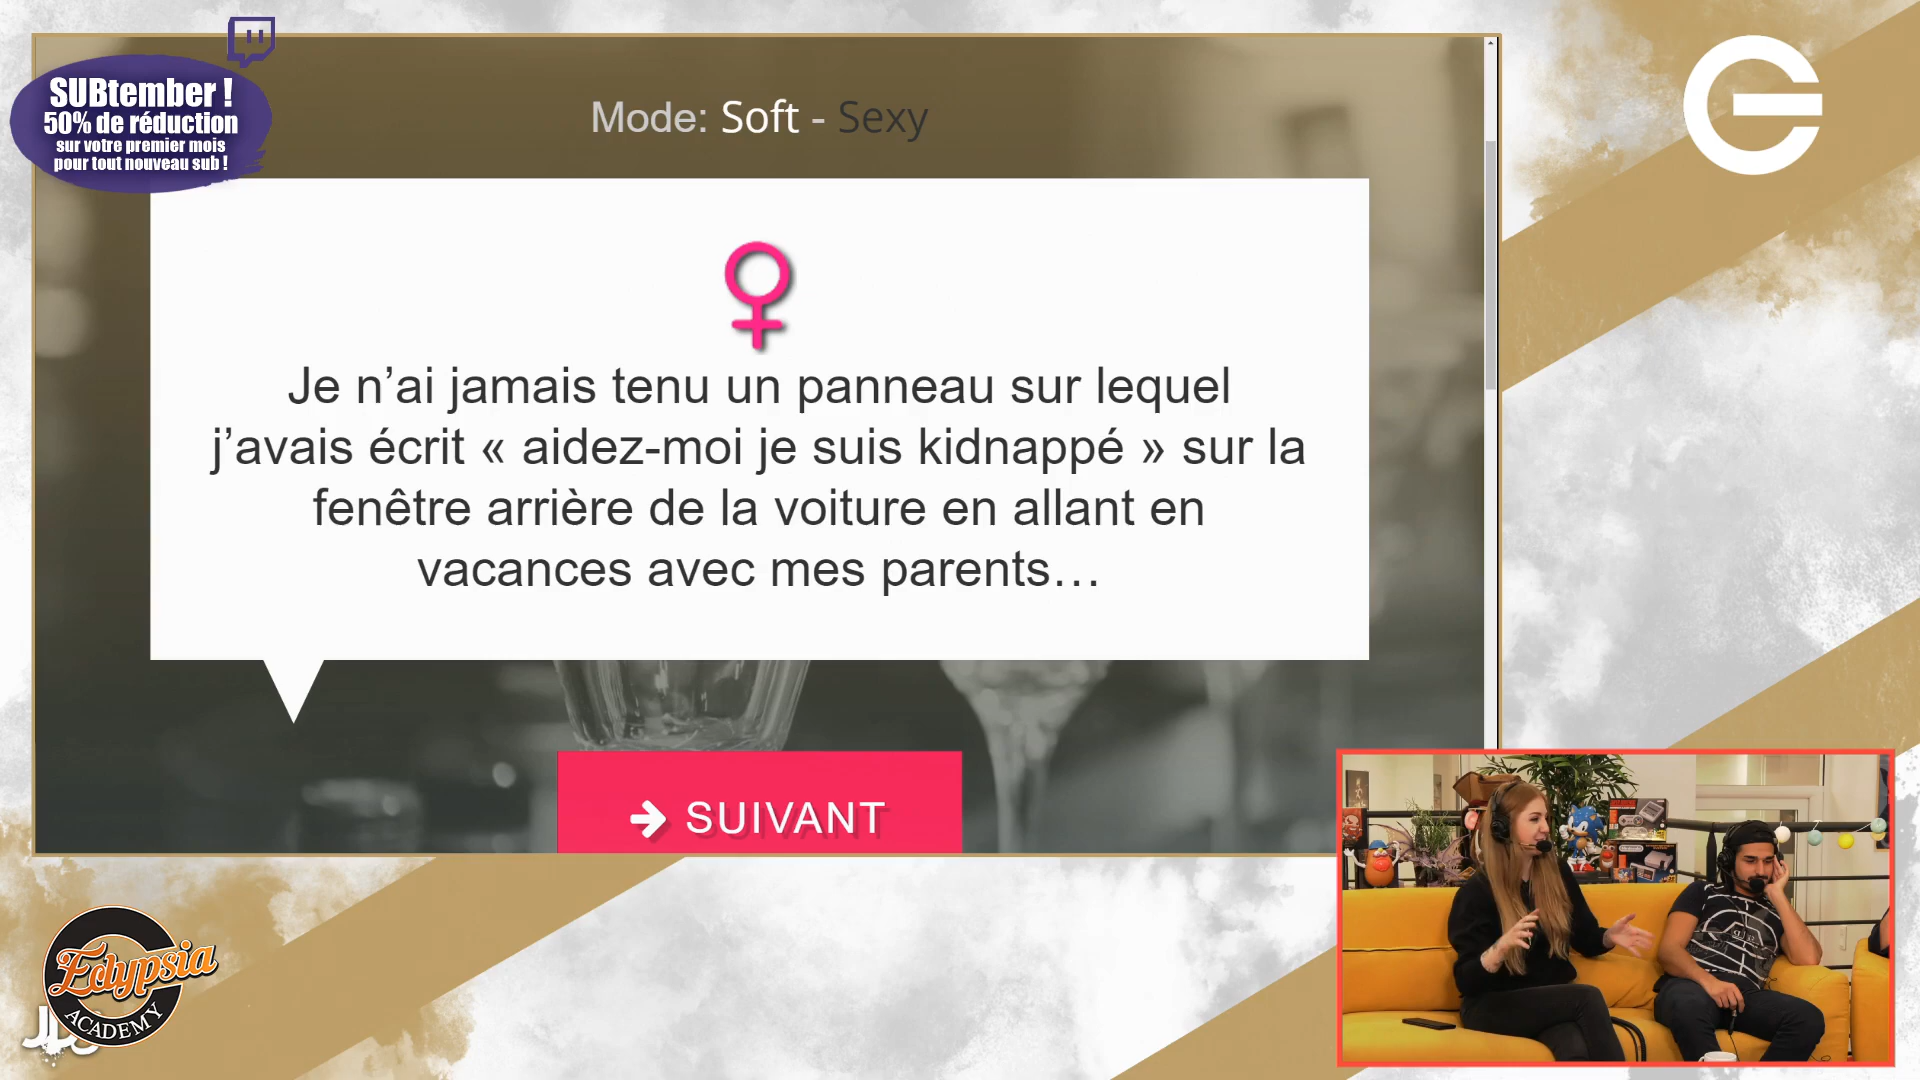 SUBtember !
50% de réduction
sur votre premier mois
pour tout nouveau sub !
Mode: Soft - Sexy
Je n’ai jamais tenu un panneau sur lequel
j’avais écrit « aidez-moi je suis kidnappé » sur la
fenêtre arrière de la voiture en allant en
vacances avec mes parents…
SUIVANT
Eclypsia
ACADEMY